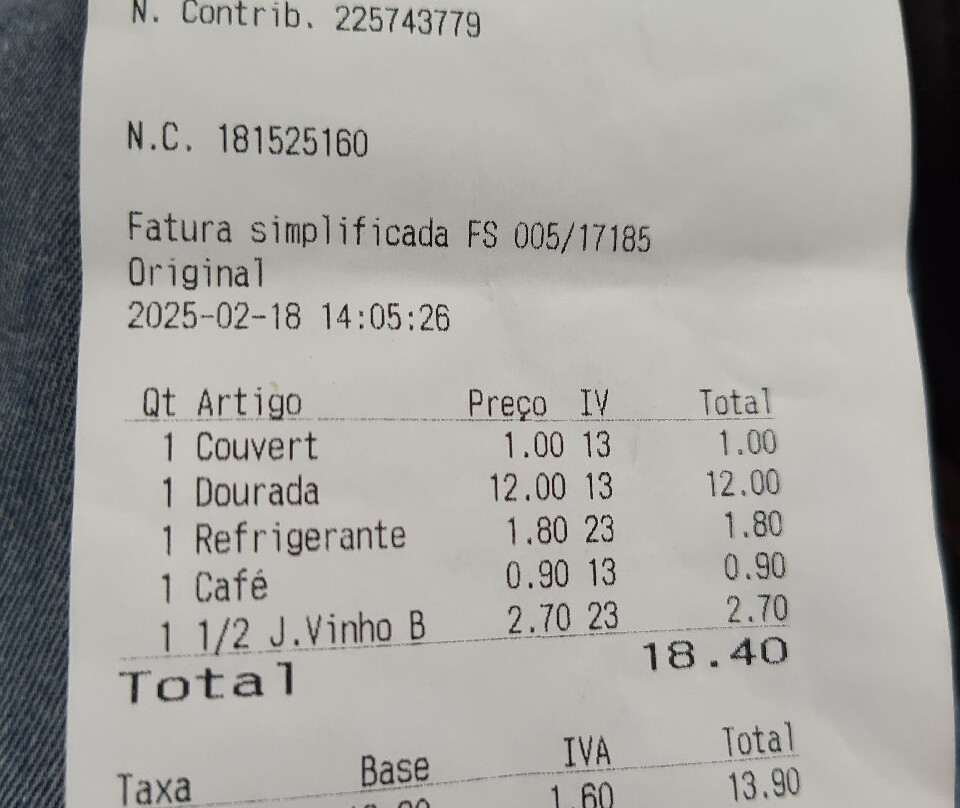 N. Contrib. 225743779
N.C. 181525160
Fatura simplificada FS 005/17185
Original
2025-02-18 14:05:26
Qt Artigo Preço IV Total
1 Couvert 1.00 13 1.00
1 Dourada 12.00 13 12.00
1 Refrigerante 1.80 23 1.80
1 Café 0.90 13 0.90
1 1/2 J.Vinho B 2.70 23 2.70
Total 18.40
Taxa Base IVA Total
1.60 13.90